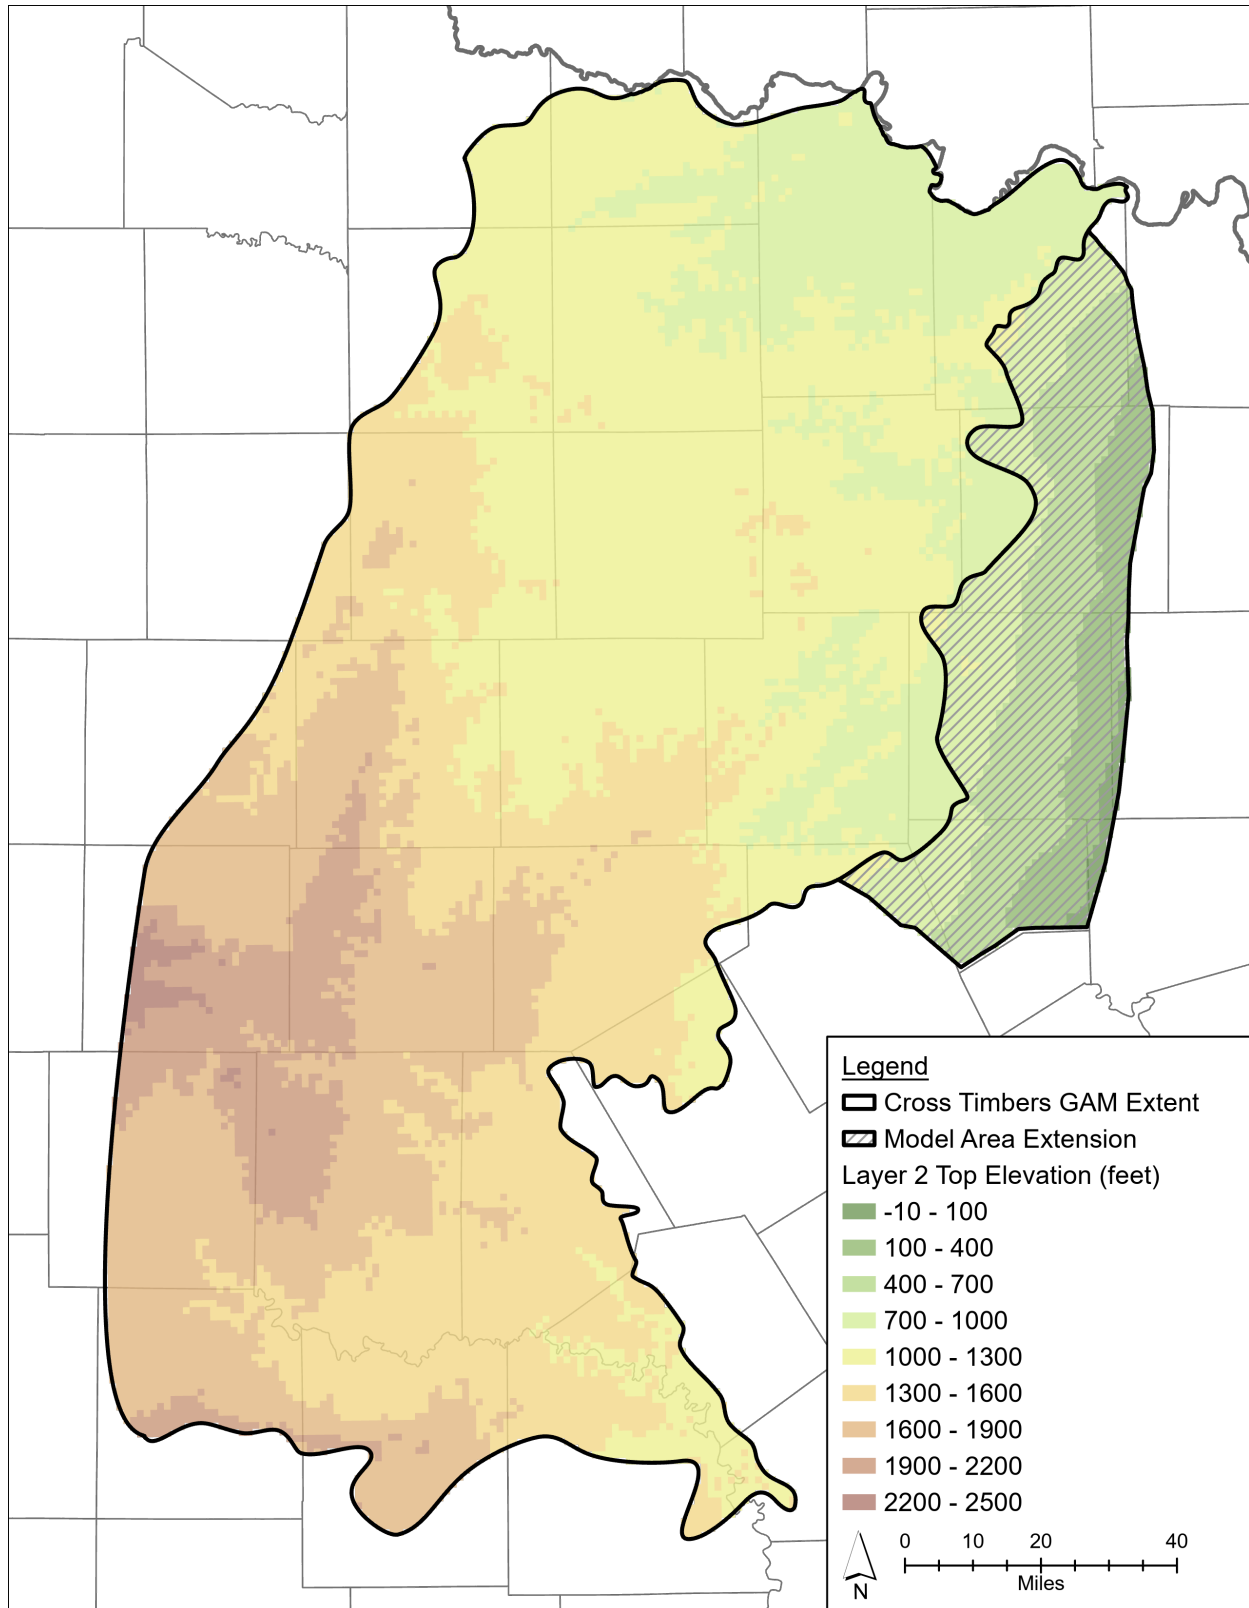 Legend
Cross Timbers GAM Extent
Model Area Extension
Layer 2 Top Elevation (feet)
-10 - 100
100 - 400
400 - 700
700 - 1000
1000 - 1300
1300 - 1600
1600 - 1900
1900 - 2200
2200 - 2500
0 10 20 40
Miles
N